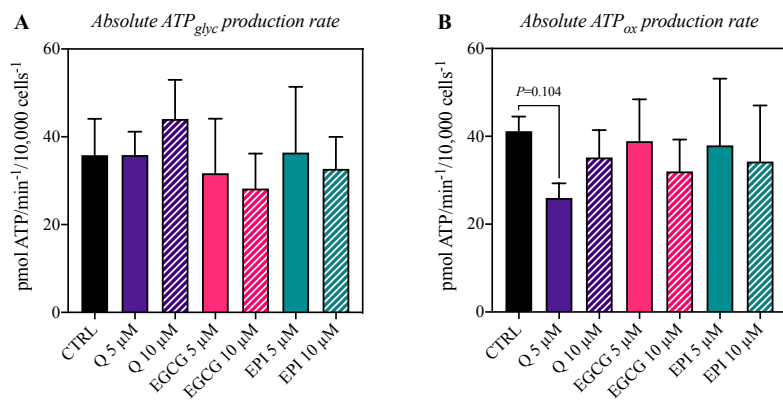 A
Absolute ATPglyc production rate
pmol ATP/min-1/10,000 cells-1
60
40
20
0
CTRL
Q 5 µM
Q 10 µM
EGCG 5 µM
EGCG 10 µM
EPI 5 µM
EPI 10 µM
B
Absolute ATPox production rate
pmol ATP/min-1/10,000 cells-1
60
40
20
0
P=0.104
CTRL
Q 5 µM
Q 10 µM
EGCG 5 µM
EGCG 10 µM
EPI 5 µM
EPI 10 µM